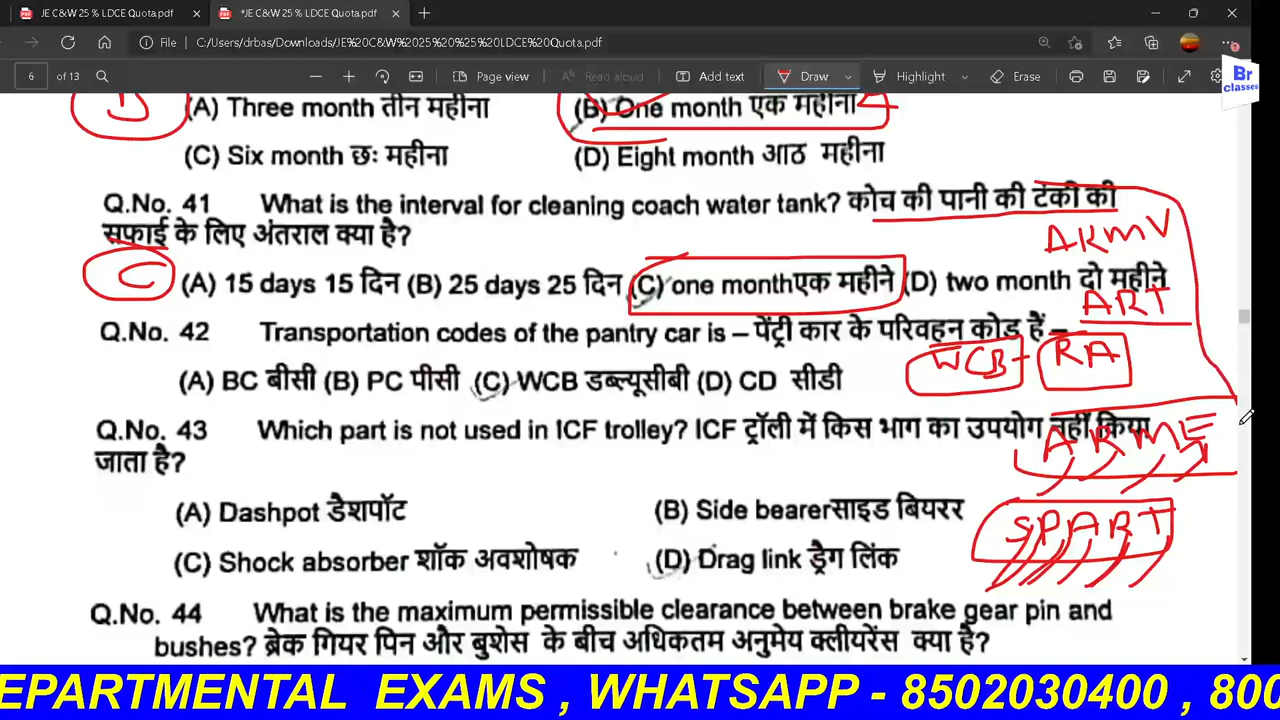 JE C&W 25 % LDCE Quota.pdf
*JE C&W 25 % LDCE Quota.pdf
File C:/Users/drbas/Downloads/JE%20C&W%2025%20%25%20LDCE%20Quota.pdf
6 of 13
Page view Read aloud Add text Draw Highlight Erase
Br classes
D (A) Three month तीन महीना (B) One month एक महीना
(C) Six month छः महीना (D) Eight month आठ महीना
Q.No. 41 What is the interval for cleaning coach water tank? कोच की पानी की टंकी की
सफाई के लिए अंतराल क्या है?
ARMV
C (A) 15 days 15 दिन (B) 25 days 25 दिन (C) one monthएक महीने (D) two month दो महीने
ART
Q.No. 42 Transportation codes of the pantry car is – पेंट्री कार के परिवहन कोड हैं –
WCB RA
(A) BC बीसी (B) PC पीसी (C) WCB डब्ल्यूसीबी (D) CD सीडी
Q.No. 43 Which part is not used in ICF trolley? ICF ट्रॉली में किस भाग का उपयोग नहीं किया
जाता है?
ARME
(A) Dashpot डैशपॉट (B) Side bearerसाइड बियरर
SPART
(C) Shock absorber शॉक अवशोषक (D) Drag link ड्रैग लिंक
Q.No. 44 What is the maximum permissible clearance between brake gear pin and
bushes? ब्रेक गियर पिन और बुशेस के बीच अधिकतम अनुमेय क्लीयरेंस क्या है?
EPARTMENTAL EXAMS , WHATSAPP - 8502030400 , 800